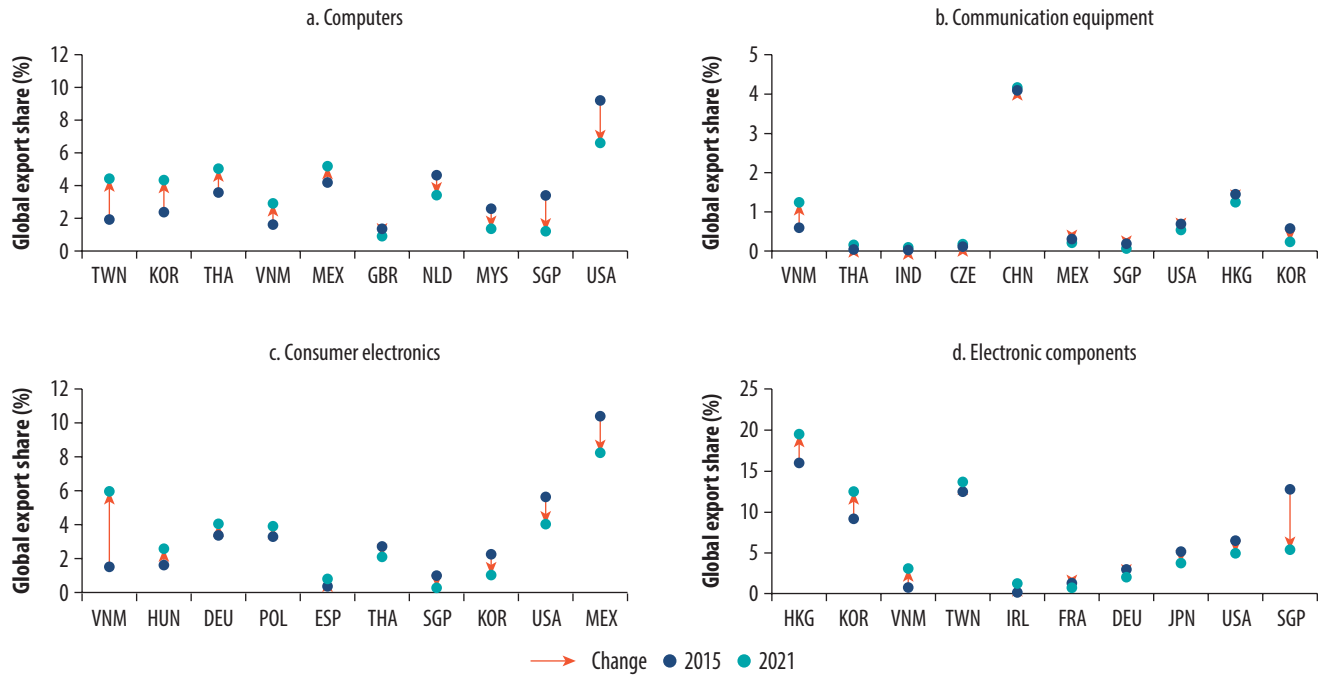 a. Computers
Global export share (%)
12
10
8
6
4
2
0
TWN KOR THA VNM MEX GBR NLD MYS SGP USA
b. Communication equipment
Global export share (%)
5
4
3
2
1
0
VNM THA IND CZE CHN MEX SGP USA HKG KOR
c. Consumer electronics
Global export share (%)
12
10
8
6
4
2
0
VNM HUN DEU POL ESP THA SGP KOR USA MEX
d. Electronic components
Global export share (%)
25
20
15
10
5
0
HKG KOR VNM TWN IRL FRA DEU JPN USA SGP
Change 2015 2021